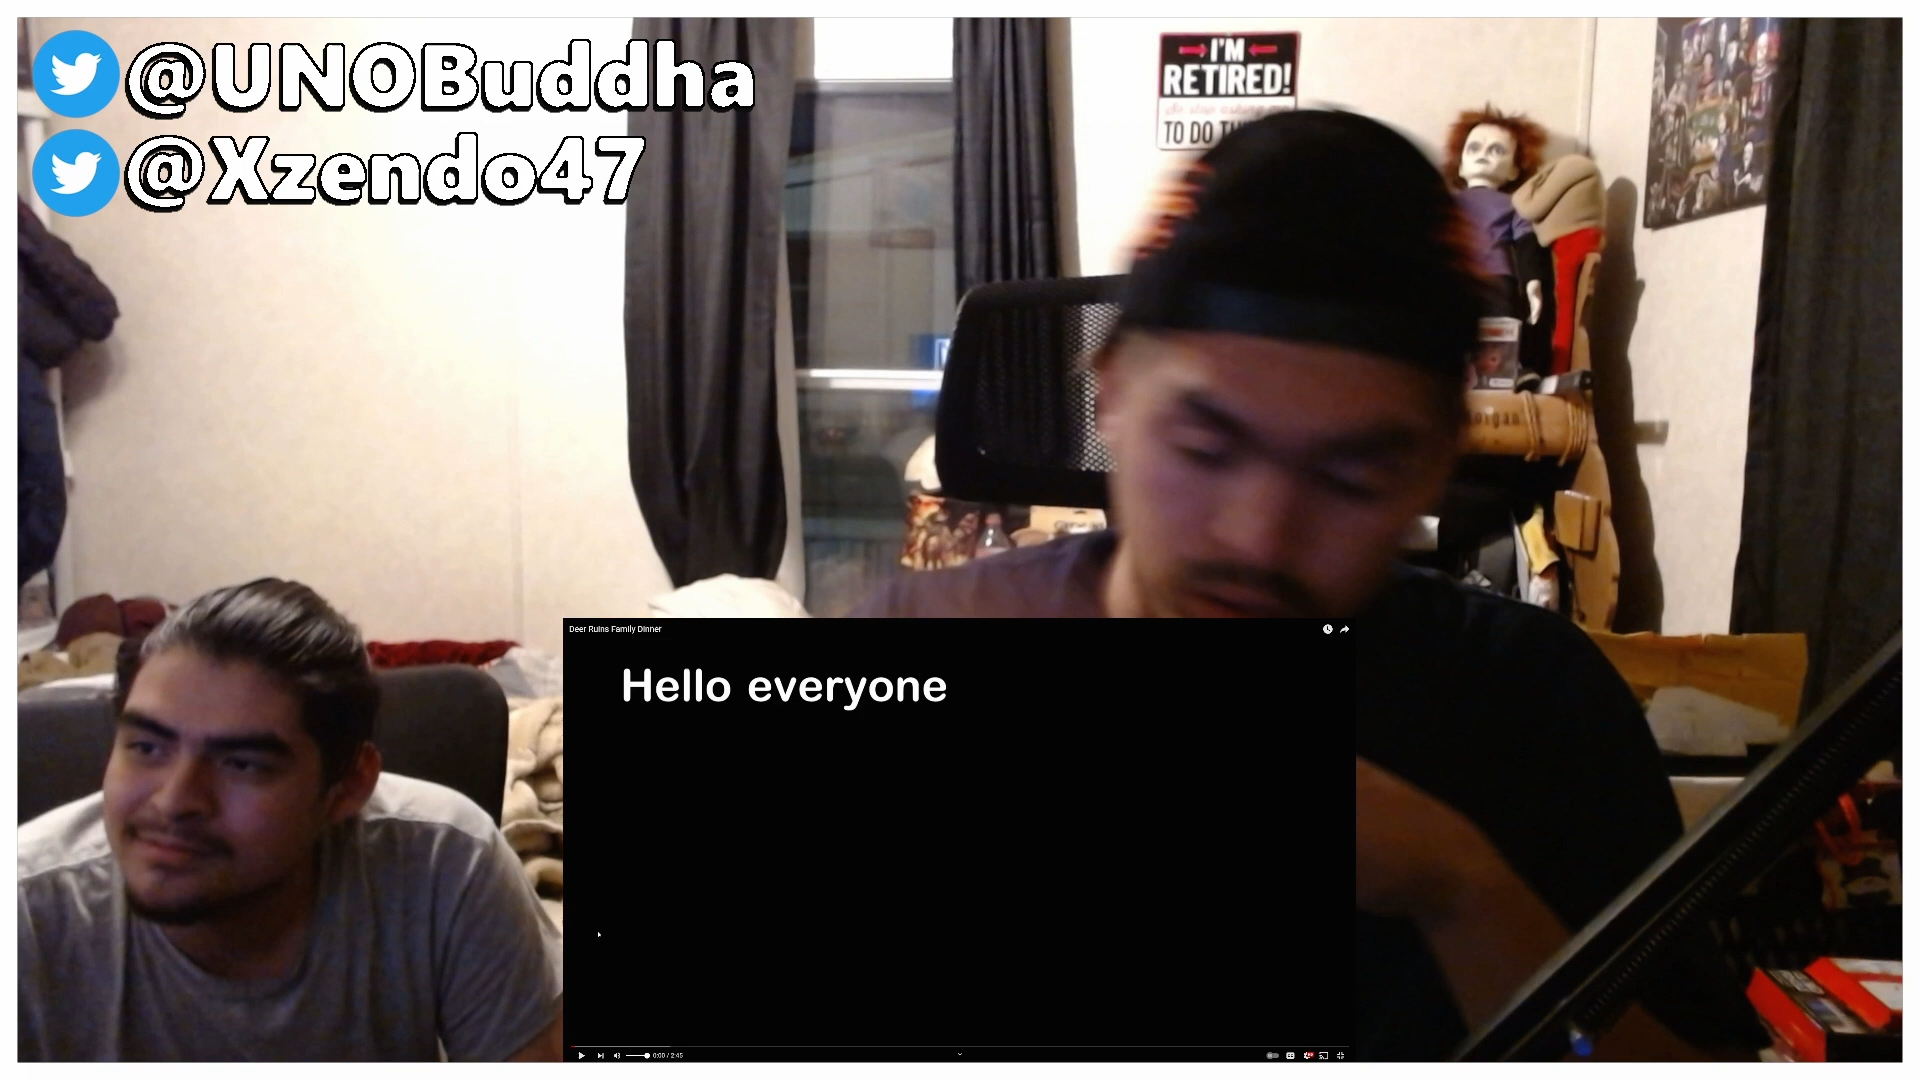 @UNOBuddha
@Xzendo47
I'M
RETIRED!
TO DO
Deer Ruins Family Dinner
Hello everyone
0:00 / 2:45